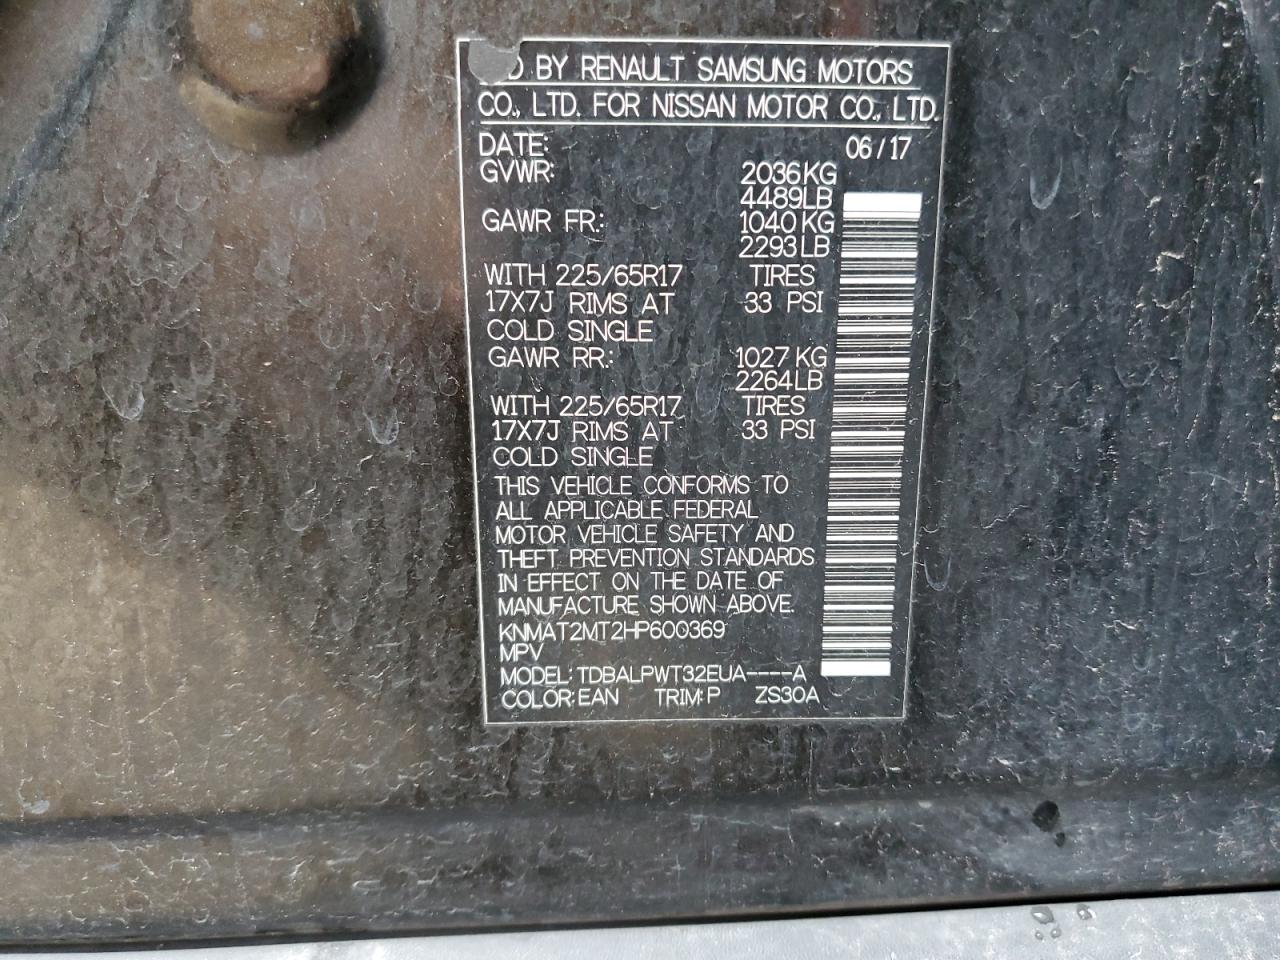 BY RENAULT SAMSUNG MOTORS
CO., LTD. FOR NISSAN MOTOR CO., LTD.
DATE: 06/17
GVWR: 2036KG
4489LB
GAWR FR.: 1040KG
2293LB
WITH 225/65R17 TIRES
17X7J RIMS AT 33 PSI
COLD SINGLE
GAWR RR.: 1027KG
2264LB
WITH 225/65R17 TIRES
17X7J RIMS AT 33 PSI
COLD SINGLE
THIS VEHICLE CONFORMS TO
ALL APPLICABLE FEDERAL
MOTOR VEHICLE SAFETY AND
THEFT PREVENTION STANDARDS
IN EFFECT ON THE DATE OF
MANUFACTURE SHOWN ABOVE.
KNMAT2MT2HP600369
MPV
MODEL: TDBALPWT32EUA----A
COLOR: EAN TRIM: P ZS30A